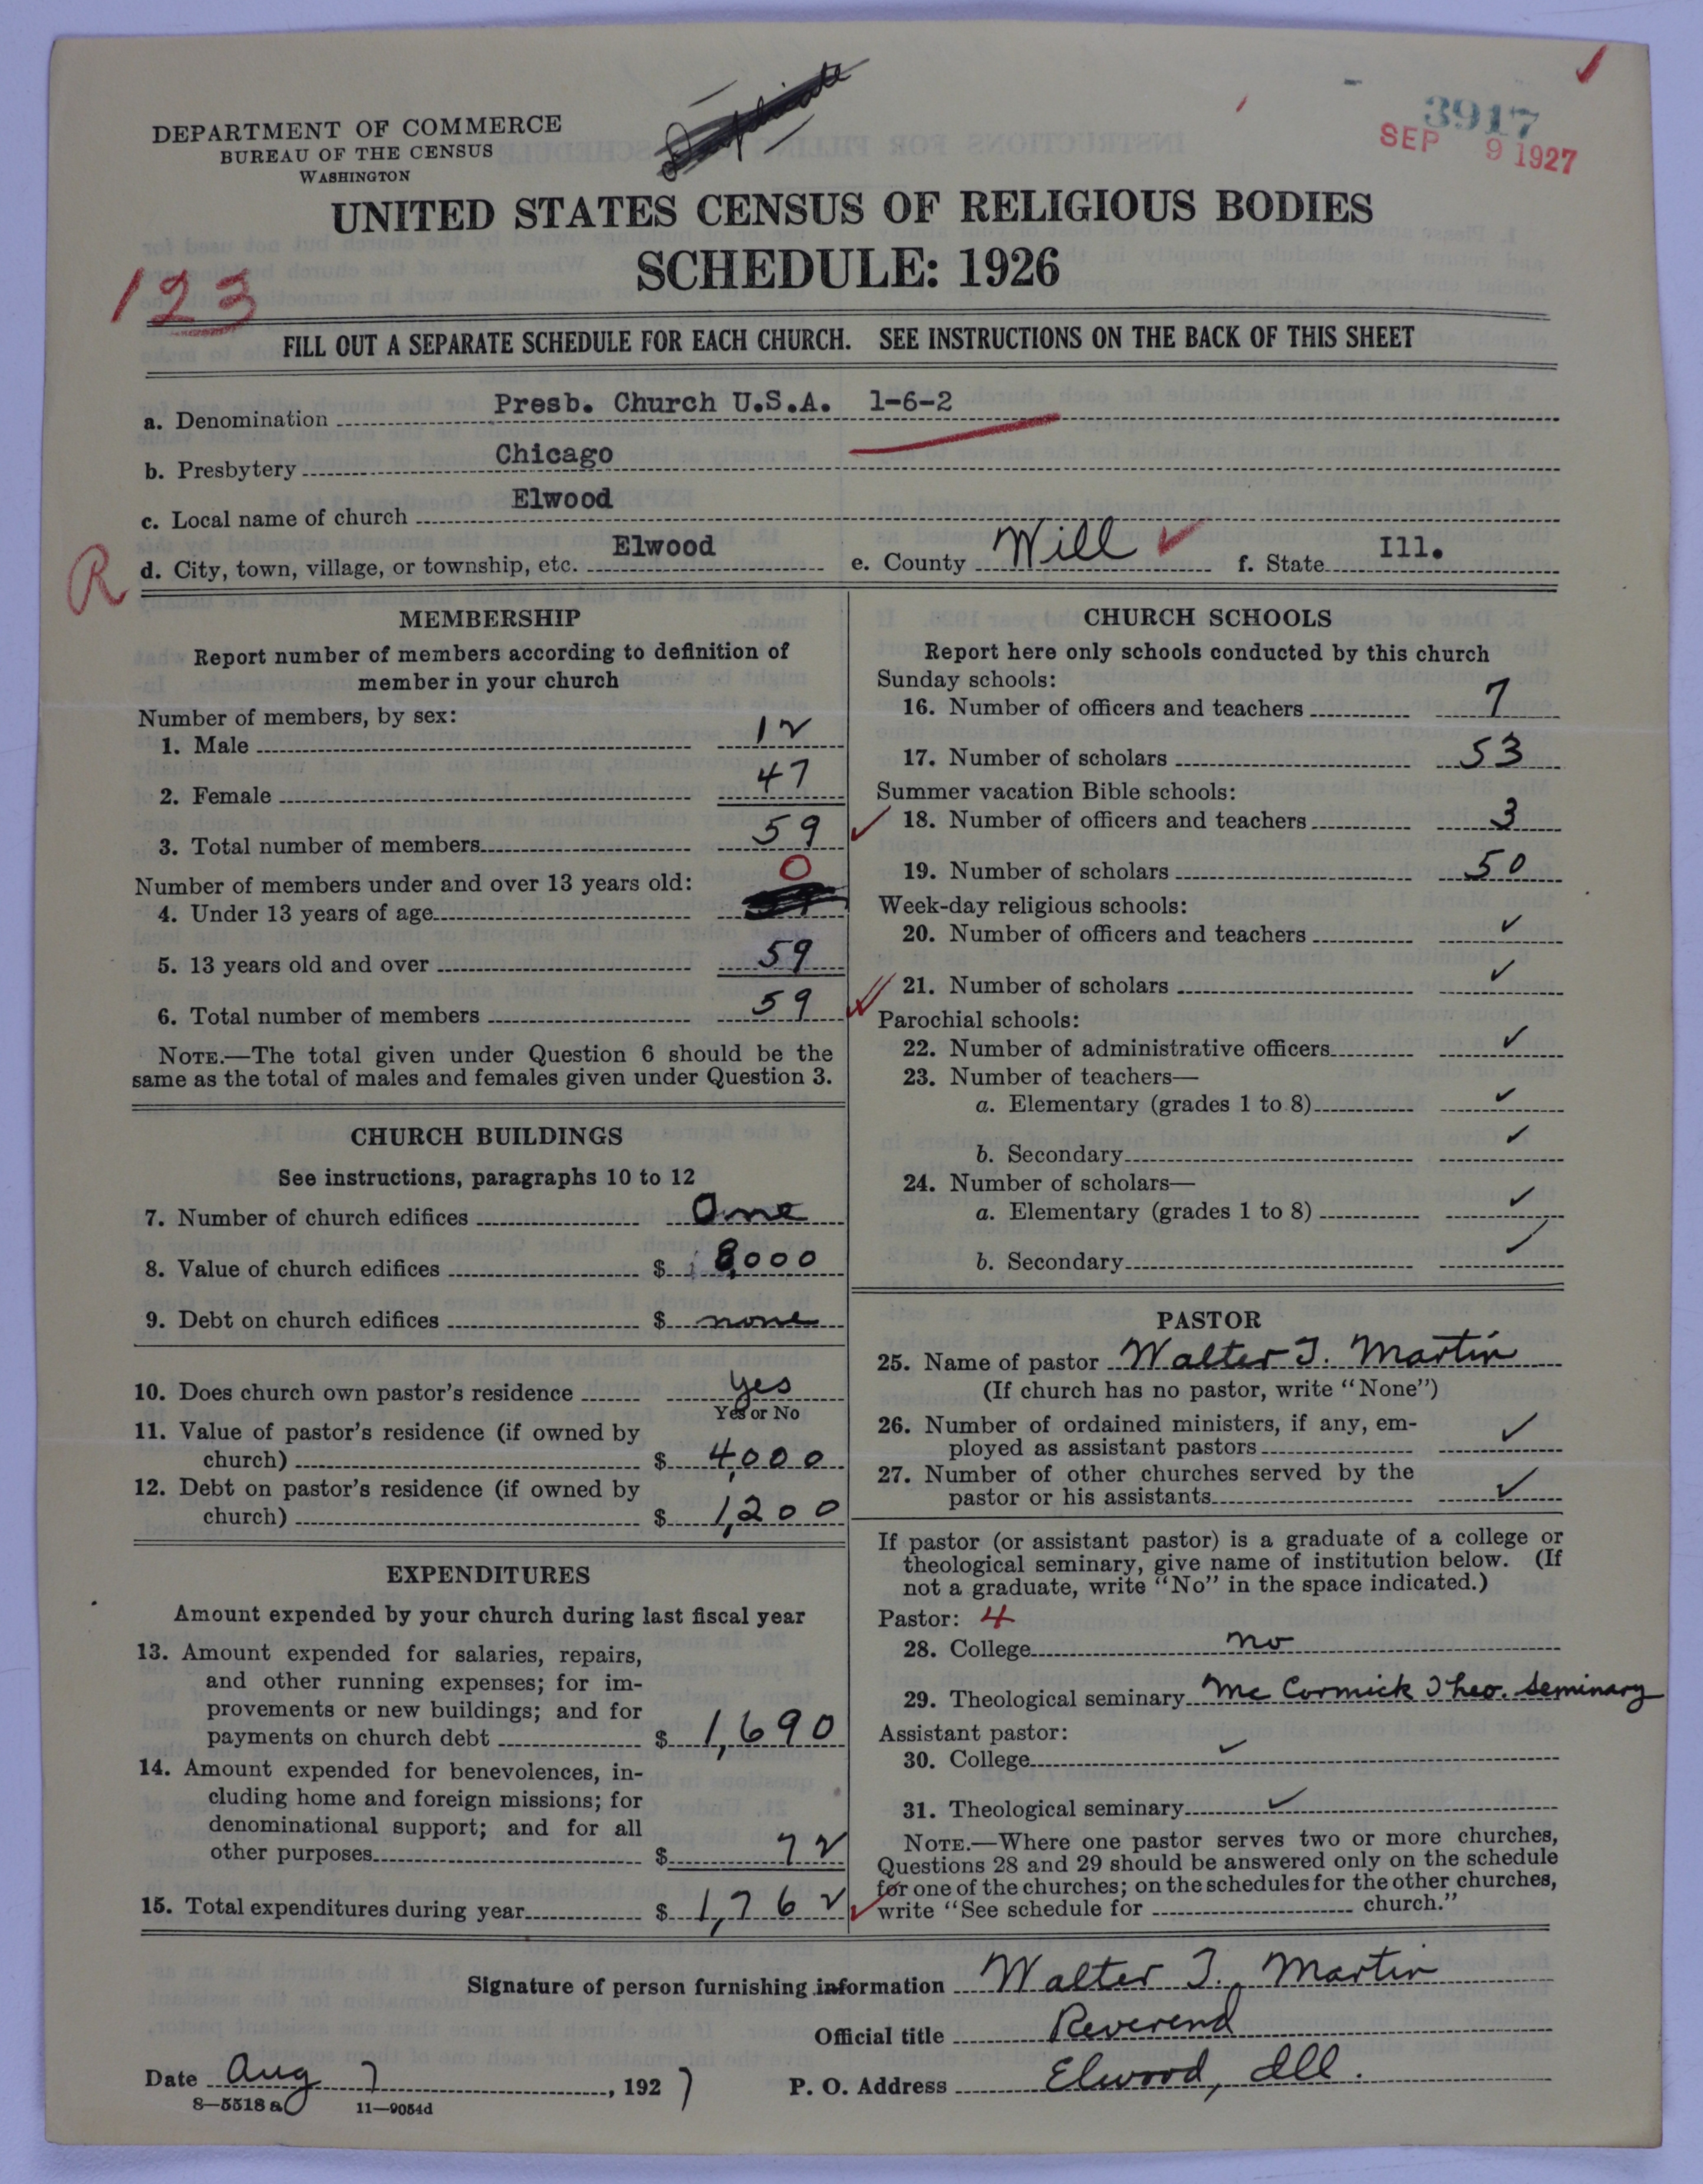 3917
SEP 9 1927
DEPARTMENT OF COMMERCE
BUREAU OF THE CENSUS
WASHINGTON
UNITED STATES CENSUS OF RELIGIOUS BODIES
SCHEDULE: 1926
123
FILL OUT A SEPARATE SCHEDULE FOR EACH CHURCH. SEE INSTRUCTIONS ON THE BACK OF THIS SHEET
a. Denomination Presb. Church U.S.A. 1-6-2
b. Presbytery Chicago
c. Local name of church Elwood
R
d. City, town, village, or township, etc. Elwood e. County Will ✓ f. State Ill.
MEMBERSHIP
Report number of members according to definition of
member in your church
Number of members, by sex:
1. Male 12
2. Female 47
3. Total number of members 59 ✓
Number of members under and over 13 years old:
4. Under 13 years of age 0
5. 13 years old and over 59
6. Total number of members 59 ✓
NOTE.—The total given under Question 6 should be the
same as the total of males and females given under Question 3.
CHURCH BUILDINGS
See instructions, paragraphs 10 to 12
7. Number of church edifices One
8. Value of church edifices $ 8,000
9. Debt on church edifices $ none
10. Does church own pastor's residence yes
Yes or No
11. Value of pastor's residence (if owned by
church) $ 4,000
12. Debt on pastor's residence (if owned by
church) $ 1,200
EXPENDITURES
Amount expended by your church during last fiscal year
13. Amount expended for salaries, repairs,
and other running expenses; for im-
provements or new buildings; and for
payments on church debt $ 1,690
14. Amount expended for benevolences, in-
cluding home and foreign missions; for
denominational support; and for all
other purposes $ 72
15. Total expenditures during year $ 1,762 ✓
CHURCH SCHOOLS
Report here only schools conducted by this church
Sunday schools:
16. Number of officers and teachers 7
17. Number of scholars 53
Summer vacation Bible schools:
18. Number of officers and teachers 3
19. Number of scholars 50
Week-day religious schools:
20. Number of officers and teachers ✓
21. Number of scholars ✓
Parochial schools:
22. Number of administrative officers ✓
23. Number of teachers—
a. Elementary (grades 1 to 8) ✓
b. Secondary ✓
24. Number of scholars—
a. Elementary (grades 1 to 8) ✓
b. Secondary ✓
PASTOR
25. Name of pastor Walter T. Martin
(If church has no pastor, write "None")
26. Number of ordained ministers, if any, em-
ployed as assistant pastors ✓
27. Number of other churches served by the
pastor or his assistants ✓
If pastor (or assistant pastor) is a graduate of a college or
theological seminary, give name of institution below. (If
not a graduate, write "No" in the space indicated.)
Pastor: 4
28. College no
29. Theological seminary Mc Cormick Theo. Seminary
Assistant pastor:
30. College ✓
31. Theological seminary ✓
NOTE.—Where one pastor serves two or more churches,
Questions 28 and 29 should be answered only on the schedule
for one of the churches; on the schedules for the other churches,
write "See schedule for church."
Signature of person furnishing information Walter T. Martin
Official title Reverend
Date Aug 7, 1927 P. O. Address Elwood, Ill.
8—5518 a 11—9054d